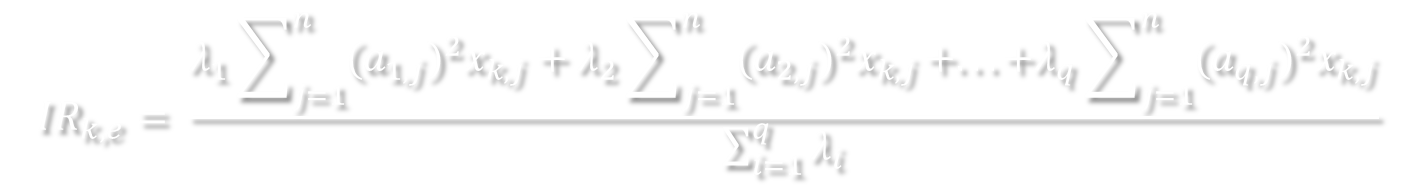 IR_{k,e} = \frac{\lambda_1 \sum_{j=1}^{n} (a_{1,j})^2 x_{k,j} + \lambda_2 \sum_{j=1}^{n} (a_{2,j})^2 x_{k,j} + \ldots + \lambda_q \sum_{j=1}^{n} (a_{q,j})^2 x_{k,j}}{\sum_{i=1}^{q} \lambda_i}